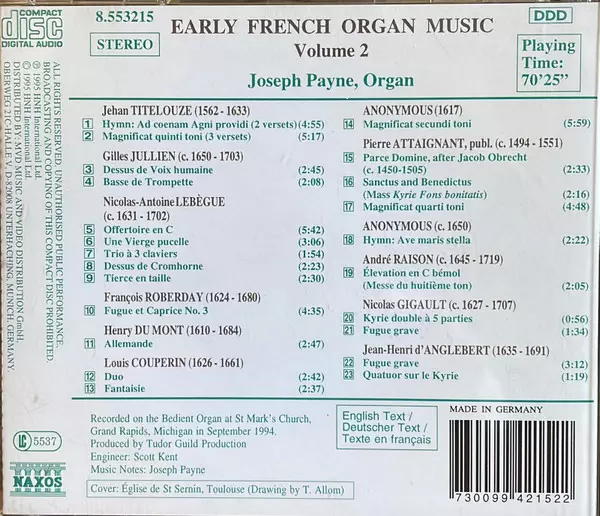 COMPACT
disc
DIGITAL AUDIO
8.553215
STEREO
EARLY FRENCH ORGAN MUSIC
Volume 2
Joseph Payne, Organ
DDD
Playing
Time:
70'25"
Jehan TITELOUZE (1562 - 1633)
1 Hymn: Ad coenam Agni providi (2 versets) (4:55)
2 Magnificat quinti toni (3 versets) (5:17)
Gilles JULLIEN (c. 1650 - 1703)
3 Dessus de Voix humaine (2:45)
4 Basse de Trompette (2:08)
Nicolas-Antoine LEBÈGUE
(c. 1631 - 1702)
5 Offertoire en C (5:42)
6 Une Vierge pucelle (3:06)
7 Trio à 3 claviers (1:54)
8 Dessus de Cromhorne (2:23)
9 Tierce en taille (2:30)
François ROBERDAY (1624 - 1680)
10 Fugue et Caprice No. 3 (4:35)
Henry DU MONT (1610 - 1684)
11 Allemande (2:47)
Louis COUPERIN (1626 - 1661)
12 Duo (2:42)
13 Fantaisie (2:37)
ANONYMOUS (1617)
14 Magnificat secundi toni (5:59)
Pierre ATTAIGNANT, publ. (c. 1494 - 1551)
15 Parce Domine, after Jacob Obrecht
(c. 1450-1505) (2:33)
16 Sanctus and Benedictus
(Mass Kyrie Fons bonitatis) (2:16)
17 Magnificat quarti toni (4:48)
ANONYMOUS (c. 1650)
18 Hymn: Ave maris stella (2:22)
André RAISON (c. 1645 - 1719)
19 Élevation en C bémol
(Messe du huitième ton) (2:05)
Nicolas GIGAULT (c. 1627 - 1707)
20 Kyrie double à 5 parties (0:56)
21 Fugue grave (1:34)
Jean-Henri d'ANGLEBERT (1635 - 1691)
22 Fugue grave (3:12)
23 Quatuor sur le Kyrie (1:19)
Recorded on the Bedient Organ at St Mark's Church,
Grand Rapids, Michigan in September 1994.
Produced by Tudor Guild Production
Engineer: Scott Kent
Music Notes: Joseph Payne
Cover: Église de St Sernin, Toulouse (Drawing by T. Allom)
English Text /
Deutscher Text /
Texte en français
MADE IN GERMANY
730099 421522
ALL RIGHTS RESERVED. UNAUTHORISED PUBLIC PERFORMANCE,
BROADCASTING AND COPYING OF THIS COMPACT DISC PROHIBITED.
℗ 1995 HNH International Ltd.
© 1995 HNH International Ltd.
DISTRIBUTED BY: MVD MUSIC AND VIDEO DISTRIBUTION GmbH,
OBERWEG 21C-HALLE V, D-82008 UNTERHACHING, MUNICH, GERMANY.
LC 5537
NAXOS